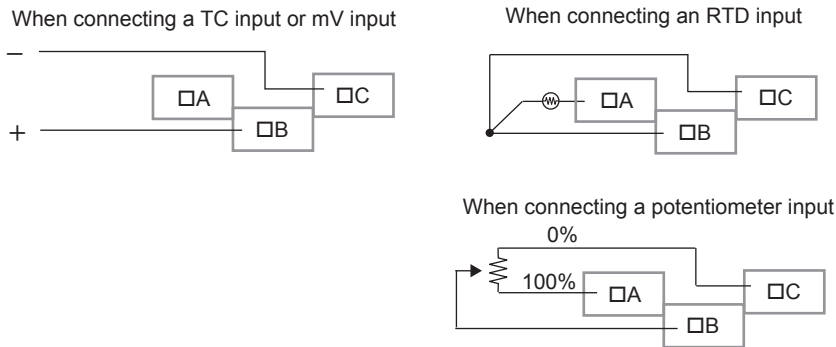 When connecting a TC input or mV input
−
□A
□C
□B
+
When connecting an RTD input
□A
□C
□B
When connecting a potentiometer input
0%
100%
□A
□C
□B